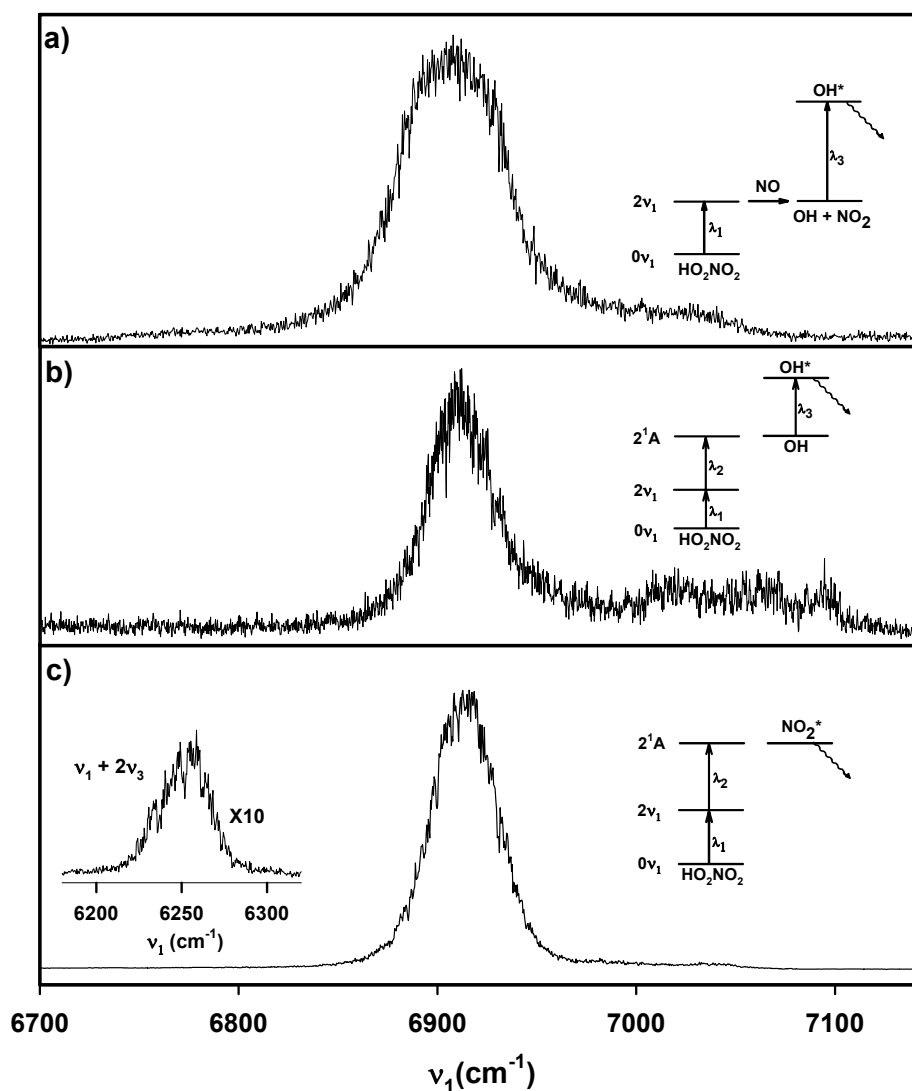 a)
OH*
λ₃
NO
2ν₁
λ₁
OH + NO₂
0ν₁
HO₂NO₂
b)
OH*
λ₃
2¹A
OH
λ₂
2ν₁
λ₁
0ν₁
HO₂NO₂
c)
NO₂*
2¹A
ν₁ + 2ν₃
λ₂
X10
2ν₁
λ₁
0ν₁
HO₂NO₂
6200 6250 6300
ν₁ (cm⁻¹)
6700 6800 6900 7000 7100
ν₁(cm⁻¹)